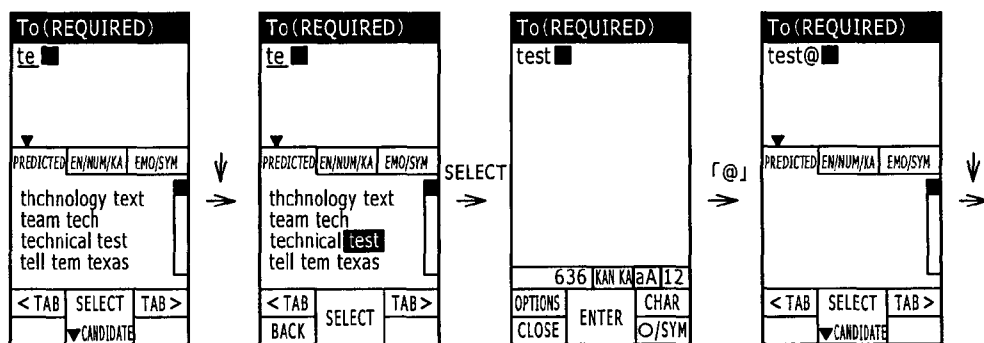 To(REQUIRED)
te
PREDICTED EN/NUM/KA EMO/SYM
thchnology text
team tech
technical test
tell tem texas
< TAB SELECT TAB >
▼CANDIDATE
↓
→
To(REQUIRED)
te
PREDICTED EN/NUM/KA EMO/SYM
thchnology text
team tech
technical test
tell tem texas
< TAB SELECT TAB >
BACK
SELECT
→
To(REQUIRED)
test
636 KAN KA aA 12
OPTIONS ENTER CHAR
CLOSE O/SYM
「@」
→
To(REQUIRED)
test@
PREDICTED EN/NUM/KA EMO/SYM
< TAB SELECT TAB >
▼CANDIDATE
↓
→